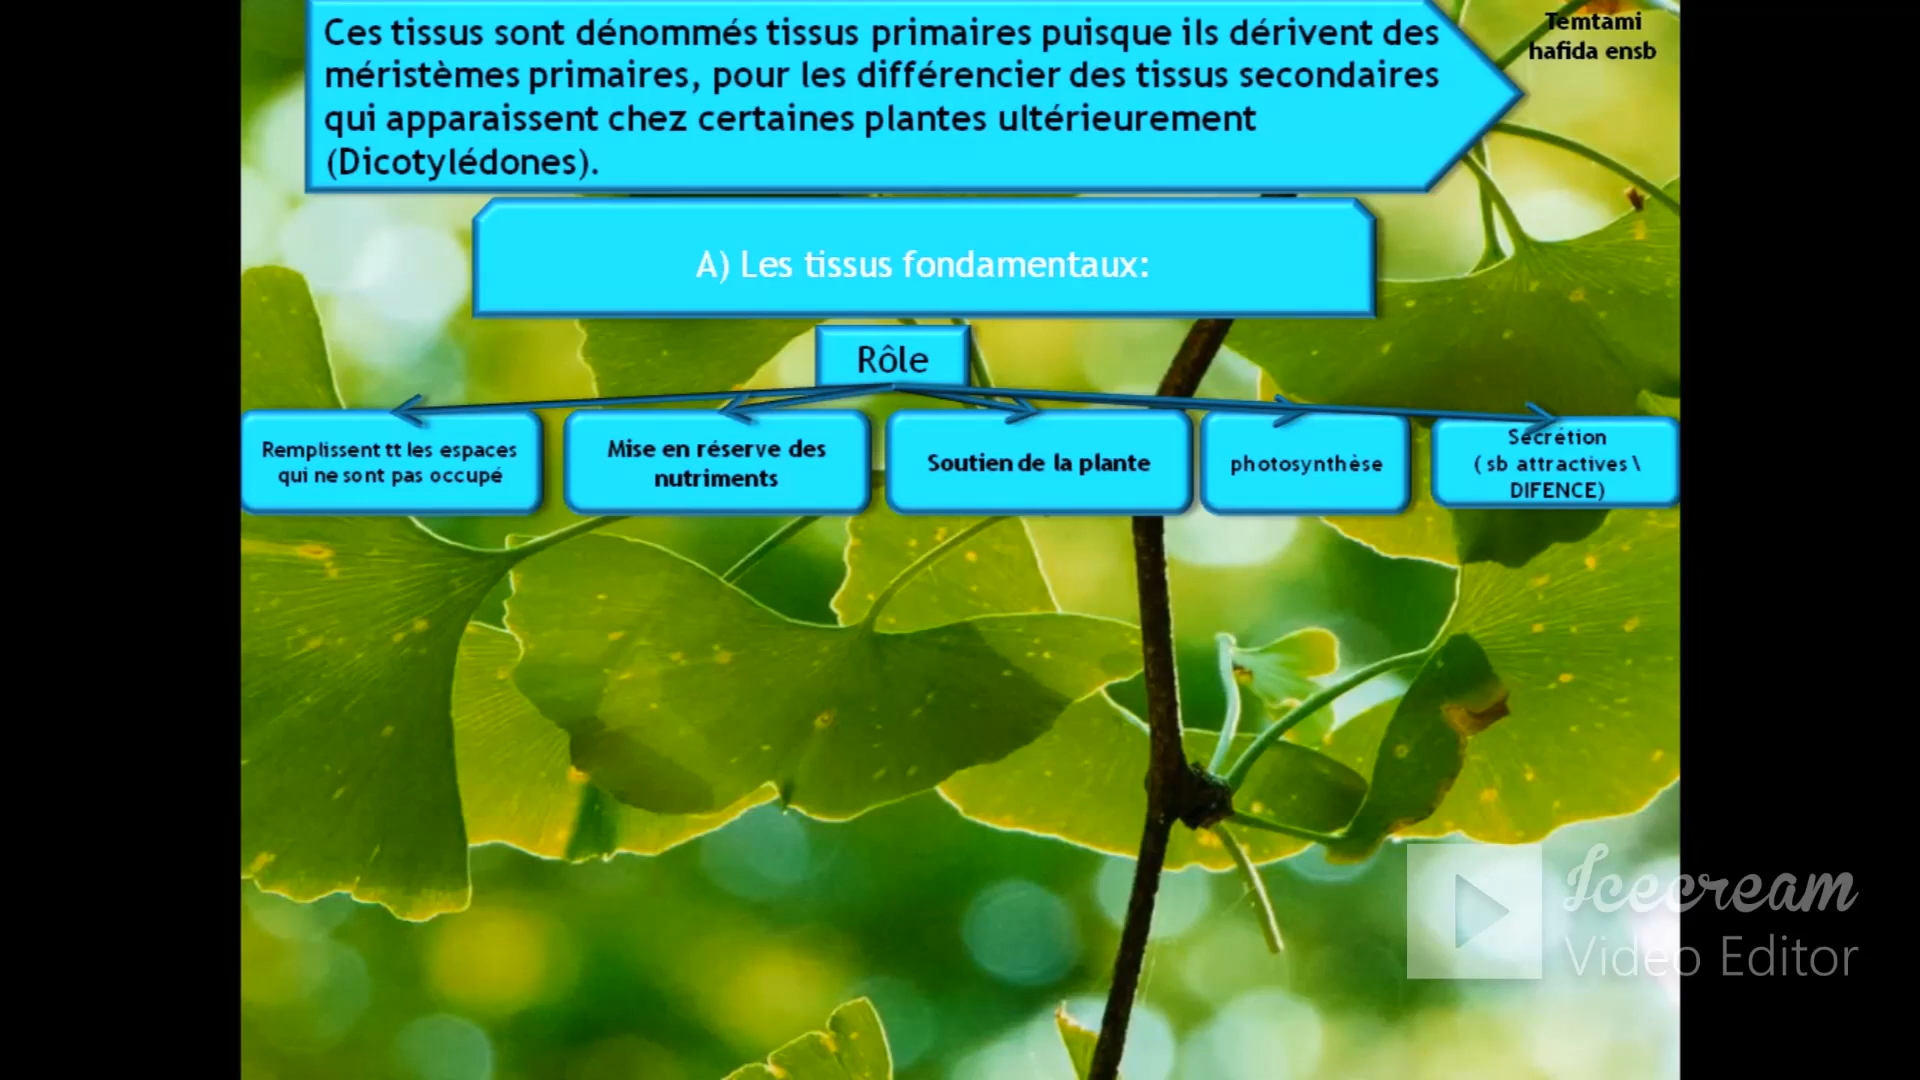 Ces tissus sont dénommés tissus primaires puisque ils dérivent des
méristèmes primaires, pour les différencier des tissus secondaires
qui apparaissent chez certaines plantes ultérieurement
(Dicotylédones).
Temtami
hafida ensb
A) Les tissus fondamentaux:
Rôle
Remplissent tt les espaces
qui ne sont pas occupé
Mise en réserve des
nutriments
Soutien de la plante
photosynthèse
Sécrétion
( sb attractives \
DIFENCE)
Icecream
Video Editor